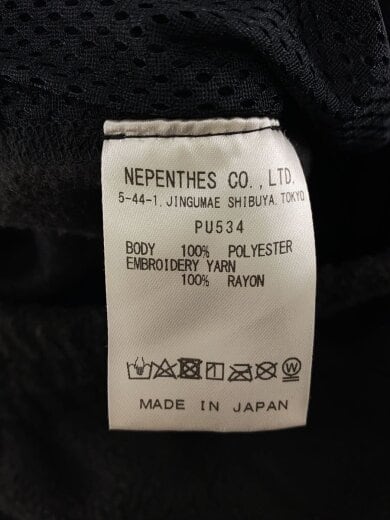 NEPENTHES CO., LTD.
5-44-1, JINGUMAE SHIBUYA, TOKYO
PU534
BODY 100% POLYESTER
EMBROIDERY YARN
100% RAYON
W
MADE IN JAPAN